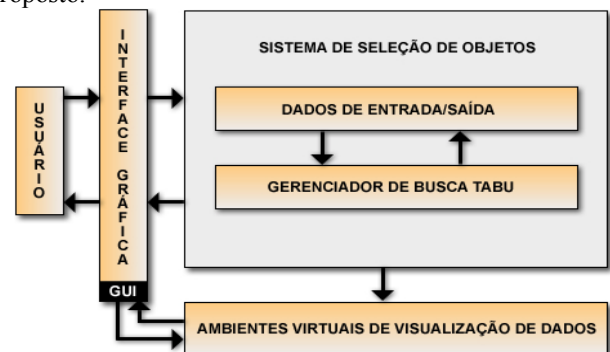 roposto.
USUÁRIO
INTERFACE GRÁFICA
GUI
SISTEMA DE SELEÇÃO DE OBJETOS
DADOS DE ENTRADA/SAÍDA
GERENCIADOR DE BUSCA TABU
AMBIENTES VIRTUAIS DE VISUALIZAÇÃO DE DADOS